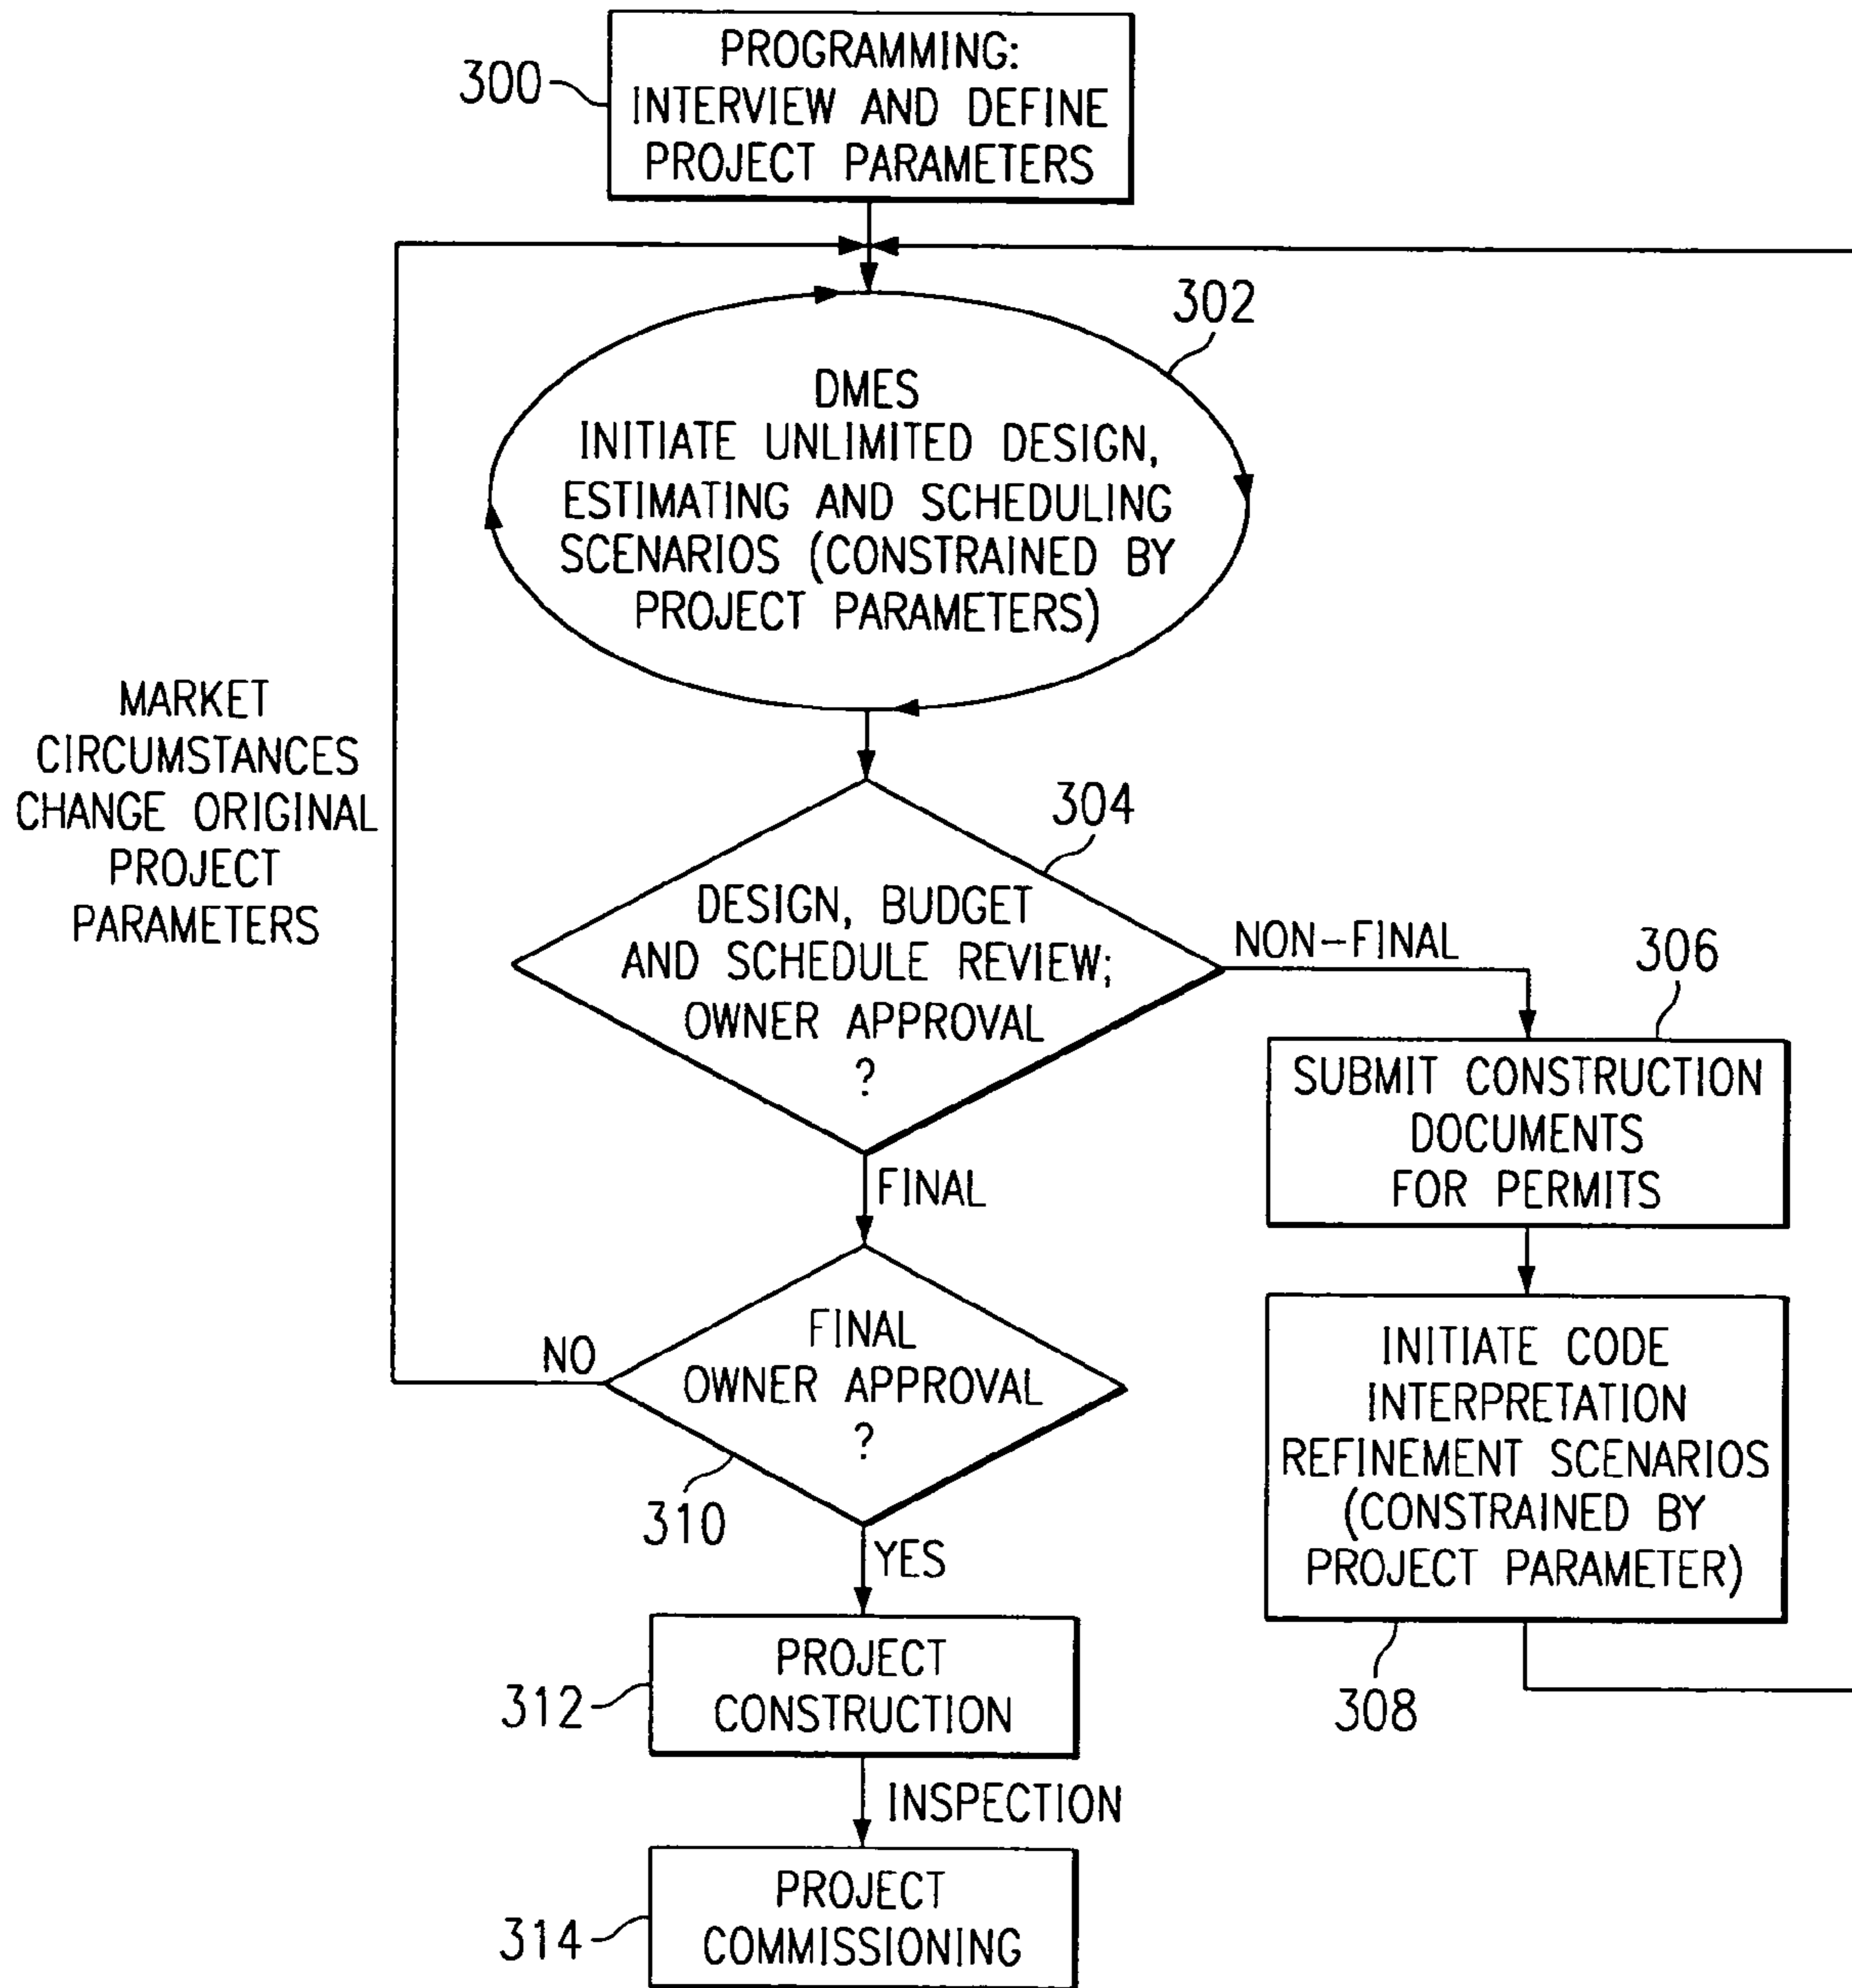 PROGRAMMING:
INTERVIEW AND DEFINE
PROJECT PARAMETERS
300
302
DMES
INITIATE UNLIMITED DESIGN,
ESTIMATING AND SCHEDULING
SCENARIOS (CONSTRAINED BY
PROJECT PARAMETERS)
MARKET
CIRCUMSTANCES
CHANGE ORIGINAL
PROJECT
PARAMETERS
304
DESIGN, BUDGET
AND SCHEDULE REVIEW;
OWNER APPROVAL
?
NON-FINAL
306
SUBMIT CONSTRUCTION
DOCUMENTS
FOR PERMITS
FINAL
FINAL
OWNER APPROVAL
?
NO
310
YES
INITIATE CODE
INTERPRETATION
REFINEMENT SCENARIOS
(CONSTRAINED BY
PROJECT PARAMETER)
308
PROJECT
CONSTRUCTION
312
INSPECTION
PROJECT
COMMISSIONING
314